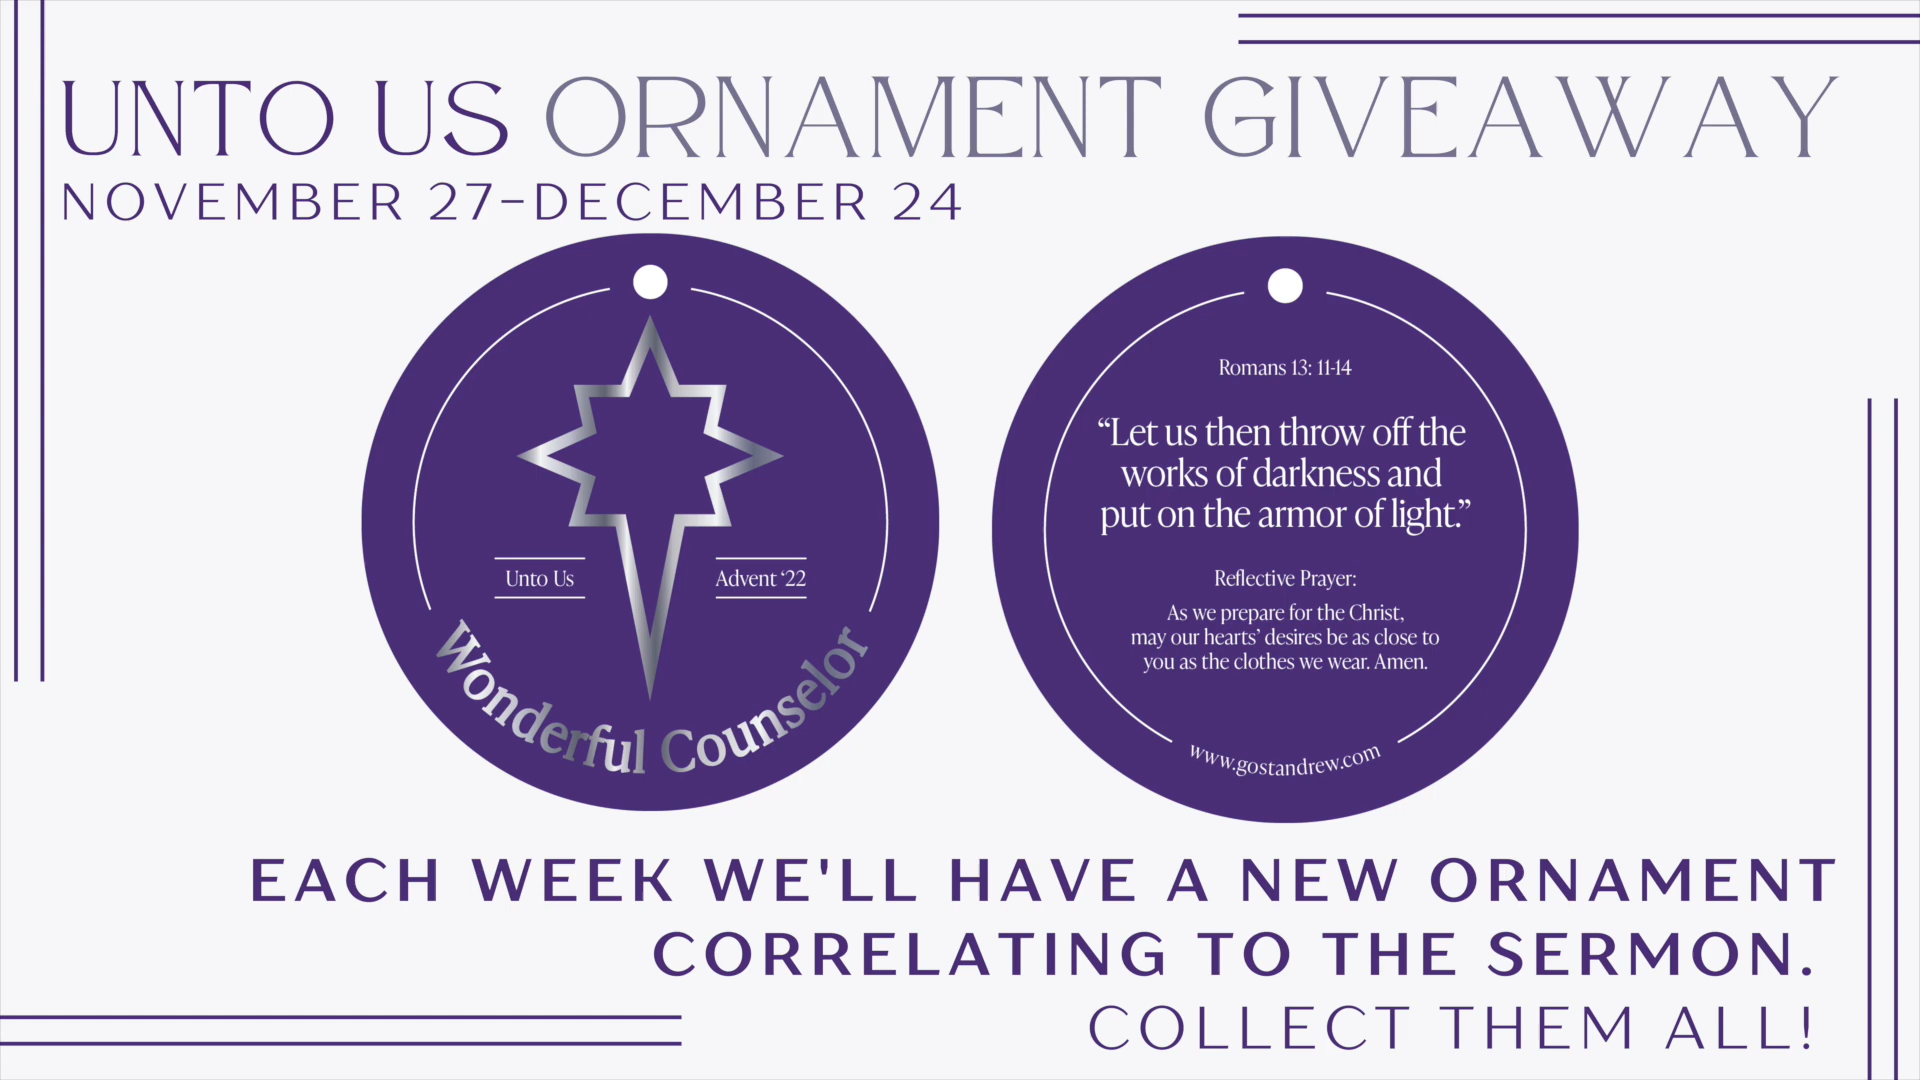 UNTO US ORNAMENT GIVEAWAY
NOVEMBER 27-DECEMBER 24
Unto Us
Advent ‘22
Wonderful Counselor
Romans 13: 11-14
“Let us then throw off the
works of darkness and
put on the armor of light.”
Reflective Prayer:
As we prepare for the Christ,
may our hearts’ desires be as close to
you as the clothes we wear. Amen.
www.gostandrew.com
EACH WEEK WE'LL HAVE A NEW ORNAMENT
CORRELATING TO THE SERMON.
COLLECT THEM ALL!